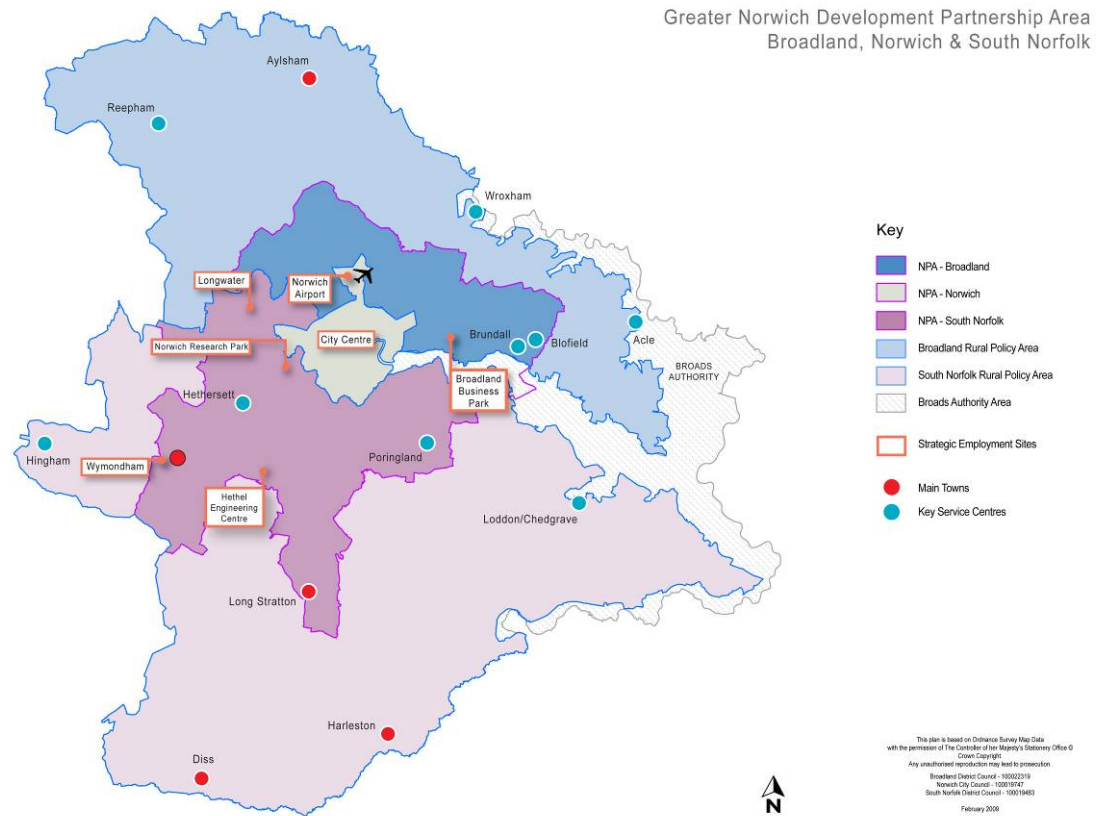 Greater Norwich Development Partnership Area
Broadland, Norwich & South Norfolk
Aylsham
Reepham
Wroxham
Longwater
Norwich
Airport
Norwich Research Park
City Centre
Brundall
Blofield
Acle
BROADS
AUTHORITY
Broadland
Business
Park
Hethersett
Hingham
Wymondham
Poringland
Hethel
Engineering
Centre
Loddon/Chedgrave
Long Stratton
Harleston
Diss
Key
NPA - Broadland
NPA - Norwich
NPA - South Norfolk
Broadland Rural Policy Area
South Norfolk Rural Policy Area
Broads Authority Area
Strategic Employment Sites
Main Towns
Key Service Centres
N
This plan is based on Ordnance Survey Map Data
with the permission of The Controller of her Majesty's Stationery Office ©
Crown Copyright.
Any unauthorised reproduction may lead to prosecution.
Broadland District Council - 100022319
Norwich City Council - 100019747
South Norfolk District Council - 100019483
February 2009